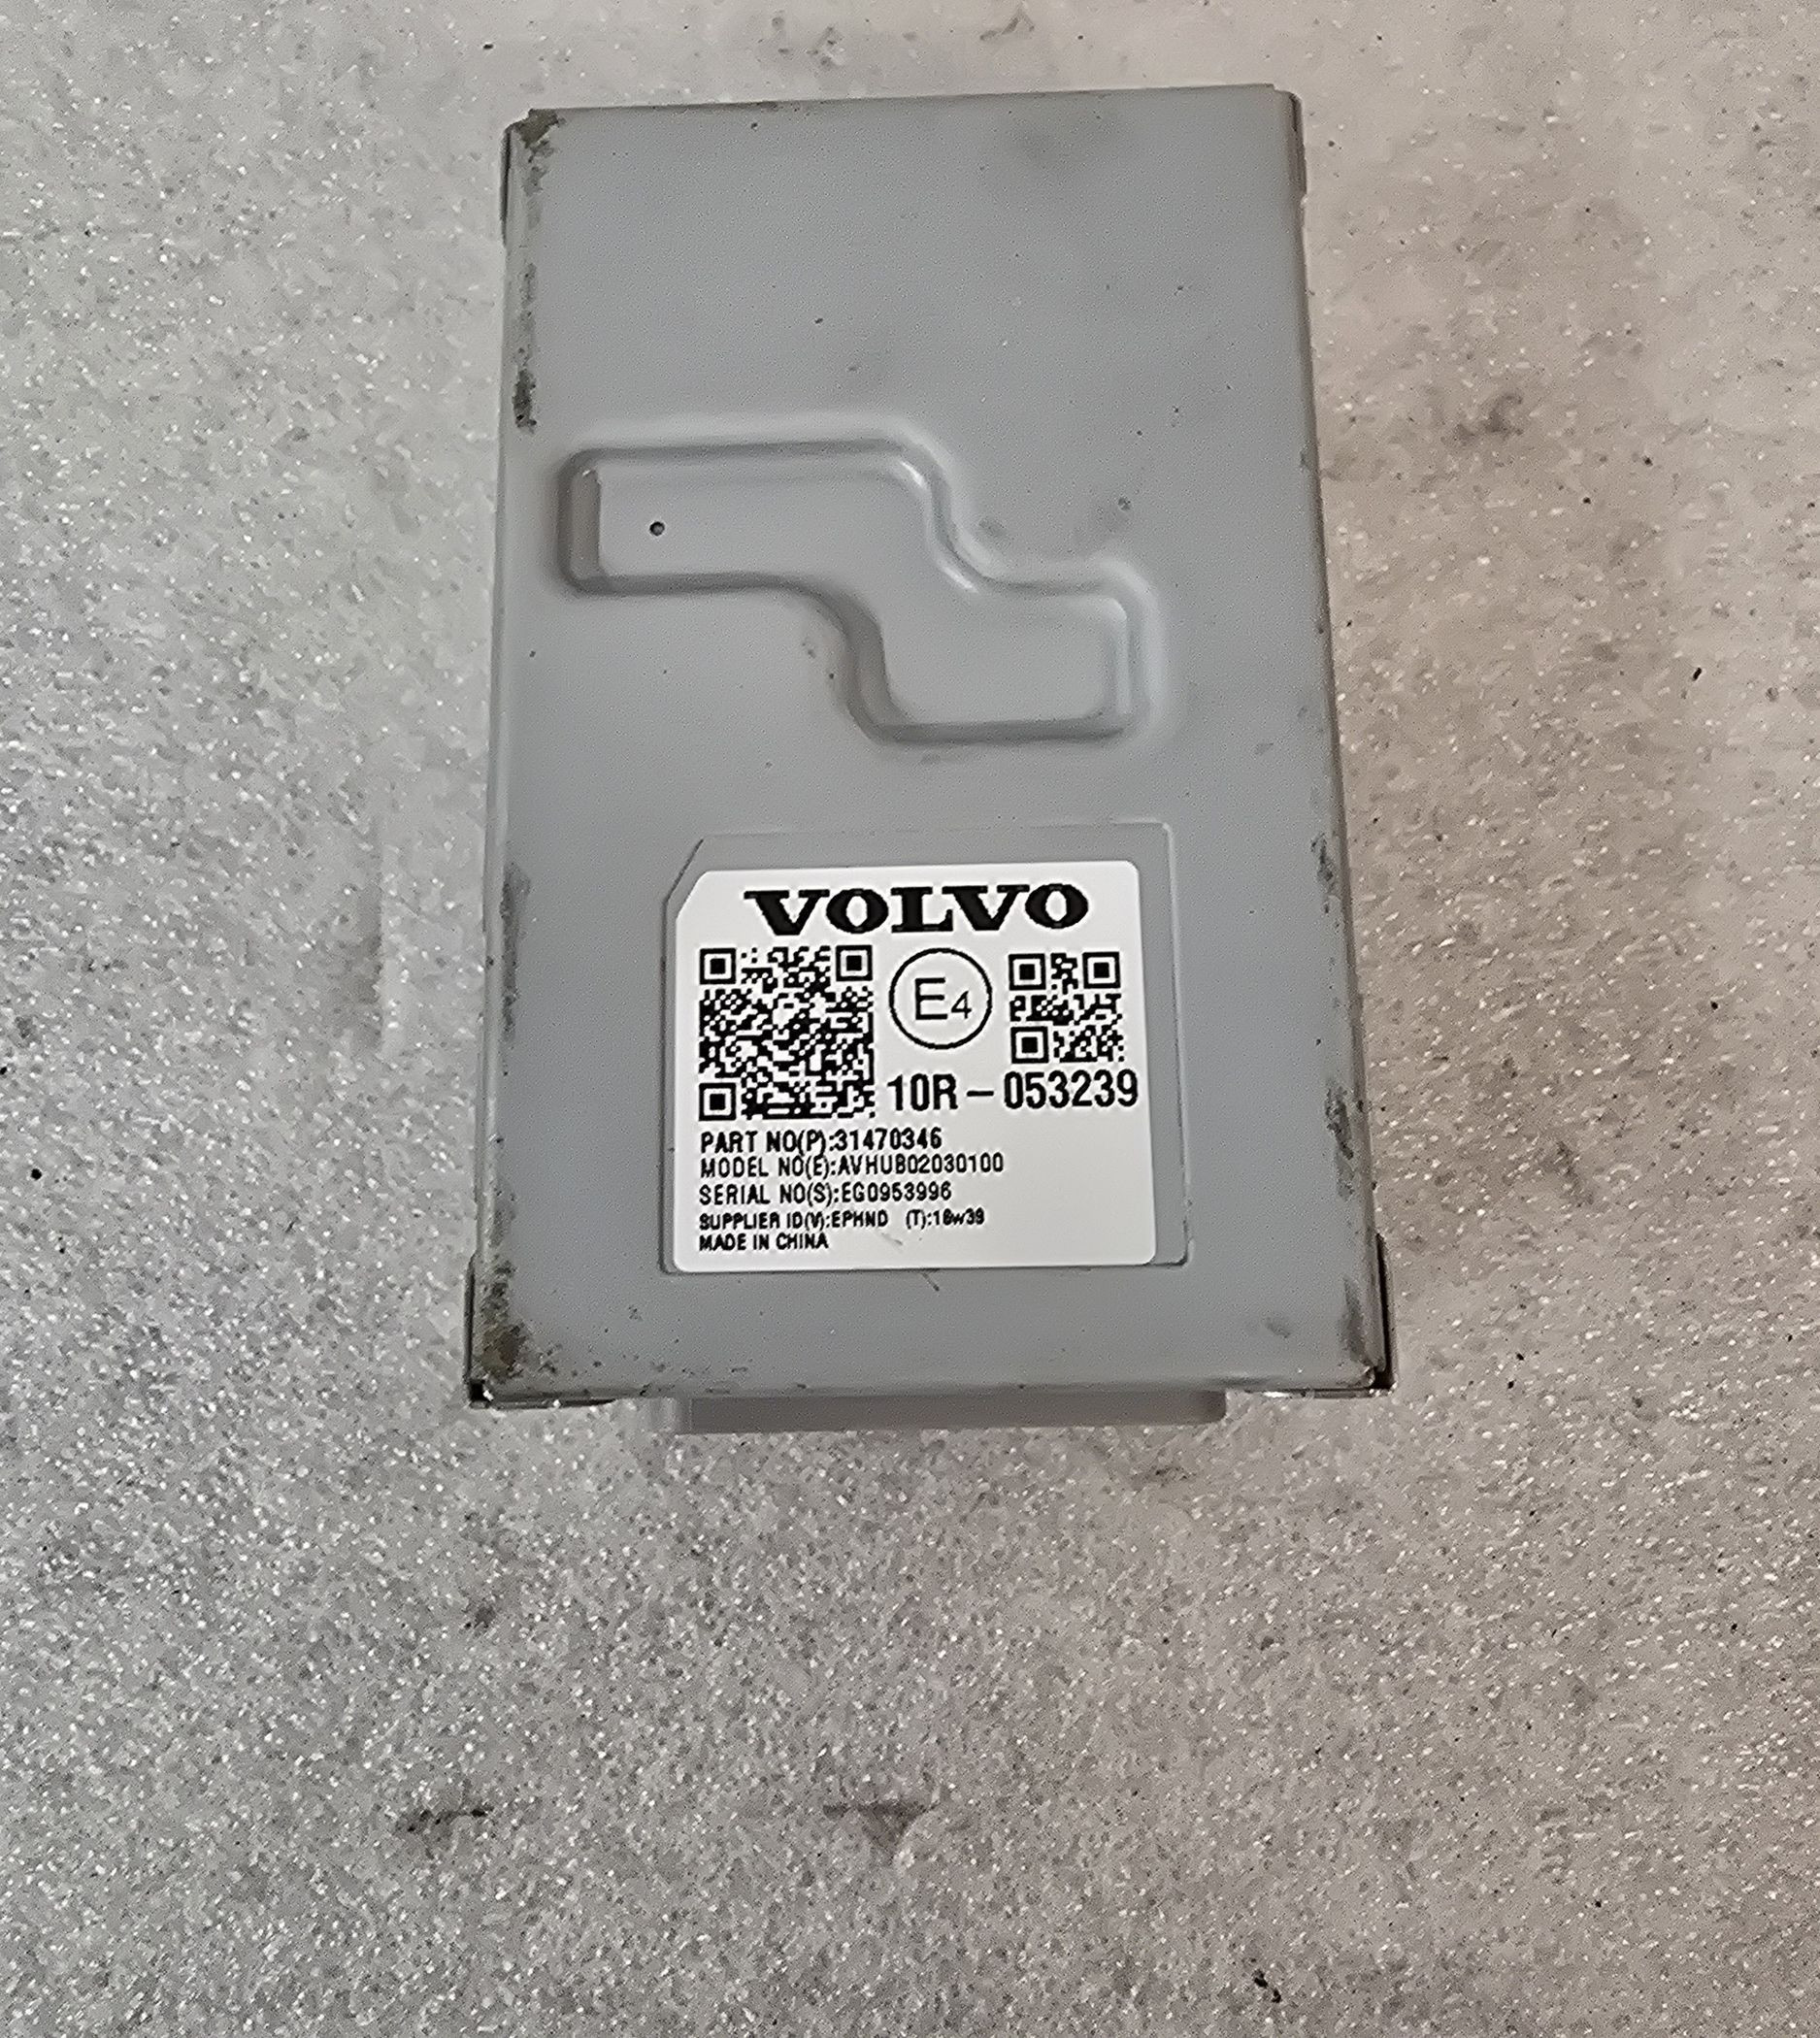 VOLVO
E4
10R-053239
PART NO(P):31470346
MODEL NO(E):AVHUB02030100
SERIAL NO(S):EG0953996
SUPPLIER ID(V):EPHND (T):18w39
MADE IN CHINA